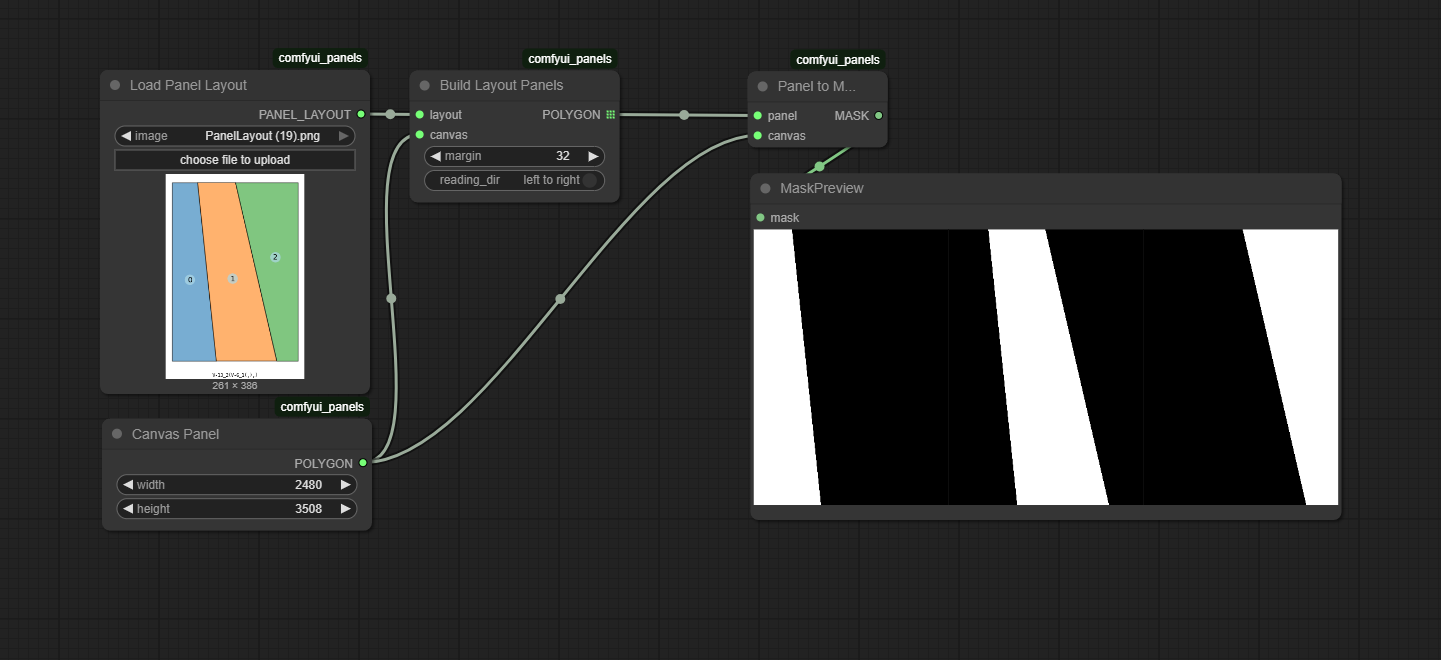 comfyui_panels
Load Panel Layout
PANEL_LAYOUT
image PanelLayout (19).png
choose file to upload
0
1
2
261 × 386
comfyui_panels
Canvas Panel
POLYGON
width 2480
height 3508
comfyui_panels
Build Layout Panels
layout POLYGON
canvas
margin 32
reading_dir left to right
comfyui_panels
Panel to M...
panel MASK
canvas
MaskPreview
mask